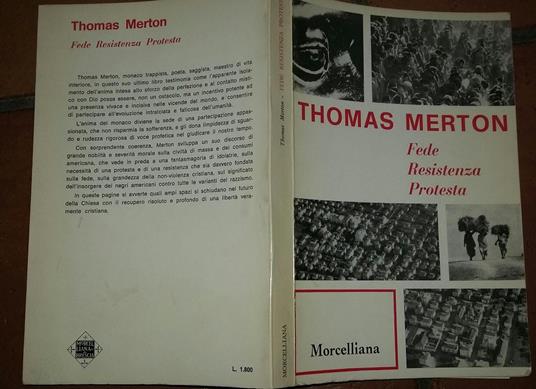 Thomas Merton
Fede Resistenza Protesta
Thomas Merton, monaco trappista, poeta, saggista, maestro di vita
interiore, in questo suo ultimo libro testimonia come l'apparente isola-
mento dell'anima intesa allo sforzo della perfezione e al contatto misti-
co con Dio possa essere, non un ostacolo, ma un incentivo potente ad
una presenza vivace e incisiva nelle vicende del mondo, e consentire
di partecipare all'evoluzione intralciata e faticosa dell'umanità.
L'anima del monaco diviene la sede di una partecipazione appas-
sionata, che non risparmia la sofferenza, e gli dona limpidezza di sguar-
do e rudezza rigorosa di voce profetica nel giudicare il nostro tempo.
Con sorprendente coerenza, Merton sviluppa un suo discorso di
grande nobiltà e severità morale sulla civiltà di massa e dei consumi
americana, che vede in preda a una fantasmagoria di idolatrie, sulla
necessità di una protesta e di una resistenza che sia davvero fondata
sulla fede, sulla grandezza della non-violenza cristiana, sul significato
dell'insorgere dei negri americani contro tutte le varianti del razzismo.
In queste pagine si avverte quali ampi spazi si schiudano nel futuro
della Chiesa con il recupero risoluto e profondo di una libertà vera-
mente cristiana.
MORCEL
LIANA
BRESCIA
L. 1.800
Thomas Merton - FEDE RESISTENZA PROTESTA
MORCELLIANA
THOMAS MERTON
Fede
Resistenza
Protesta
Morcelliana